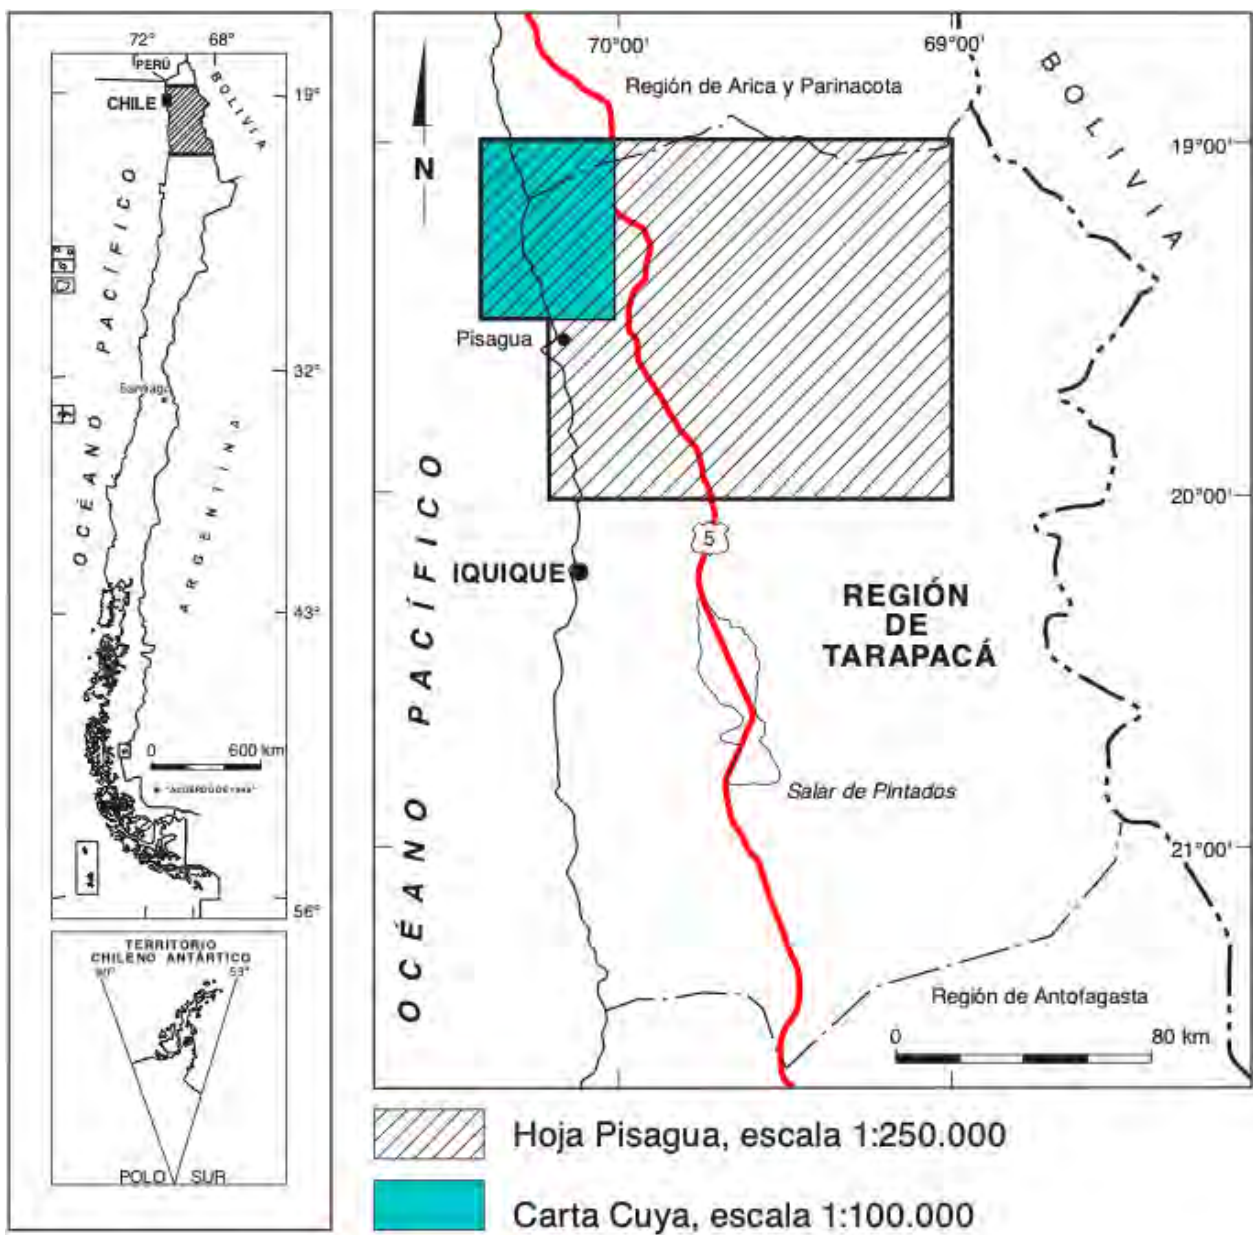 72° 68°
PERÚ
BOLIVIA
CHILE
19°
OCÉANO PACÍFICO
32°
Santiago
ARGENTINA
43°
0 600 km
"ACUERDO DE 1998"
56°
TERRITORIO
CHILENO ANTÁRTICO
90° 53°
POLO SUR
70°00' 69°00'
BOLIVIA
Región de Arica y Parinacota
19°00'
N
Pisagua
20°00'
5
IQUIQUE
REGIÓN
DE
TARAPACÁ
OCÉANO PACÍFICO
Salar de Pintados
21°00'
Región de Antofagasta
0 80 km
Hoja Pisagua, escala 1:250.000
Carta Cuya, escala 1:100.000